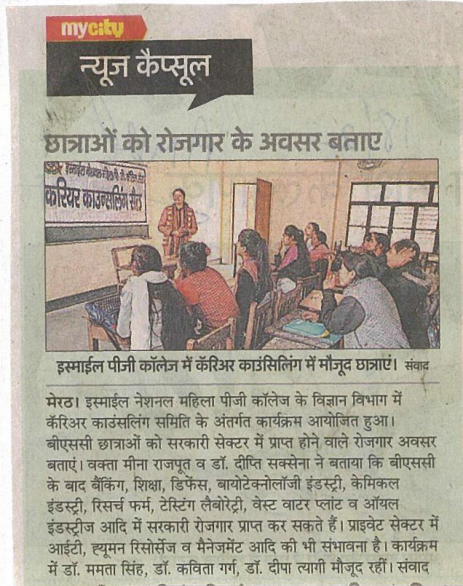 mycity
न्यूज कैप्सूल
छात्राओं को रोजगार के अवसर बताए
करियर काउन्सलिंग सैल
इस्माईल पीजी कॉलेज में कॅरिअर काउंसिलिंग में मौजूद छात्राएं। संवाद
मेरठ। इस्माईल नेशनल महिला पीजी कॉलेज के विज्ञान विभाग में
कॅरिअर काउंसलिंग समिति के अंतर्गत कार्यक्रम आयोजित हुआ।
बीएससी छात्राओं को सरकारी सेक्टर में प्राप्त होने वाले रोजगार अवसर
बताएं। वक्ता मीना राजपूत व डॉ. दीप्ति सक्सेना ने बताया कि बीएससी
के बाद बैंकिंग, शिक्षा, डिफेंस, बायोटेक्नोलॉजी इंडस्ट्री, केमिकल
इंडस्ट्री, रिसर्च फर्म, टेस्टिंग लैबोरेट्री, वेस्ट वाटर प्लांट व ऑयल
इंडस्ट्रीज आदि में सरकारी रोजगार प्राप्त कर सकते हैं। प्राइवेट सेक्टर में
आईटी, ह्यूमन रिसोर्सेज व मैनेजमेंट आदि की भी संभावना है। कार्यक्रम
में डॉ. ममता सिंह, डॉ. कविता गर्ग, डॉ. दीपा त्यागी मौजूद रहीं। संवाद